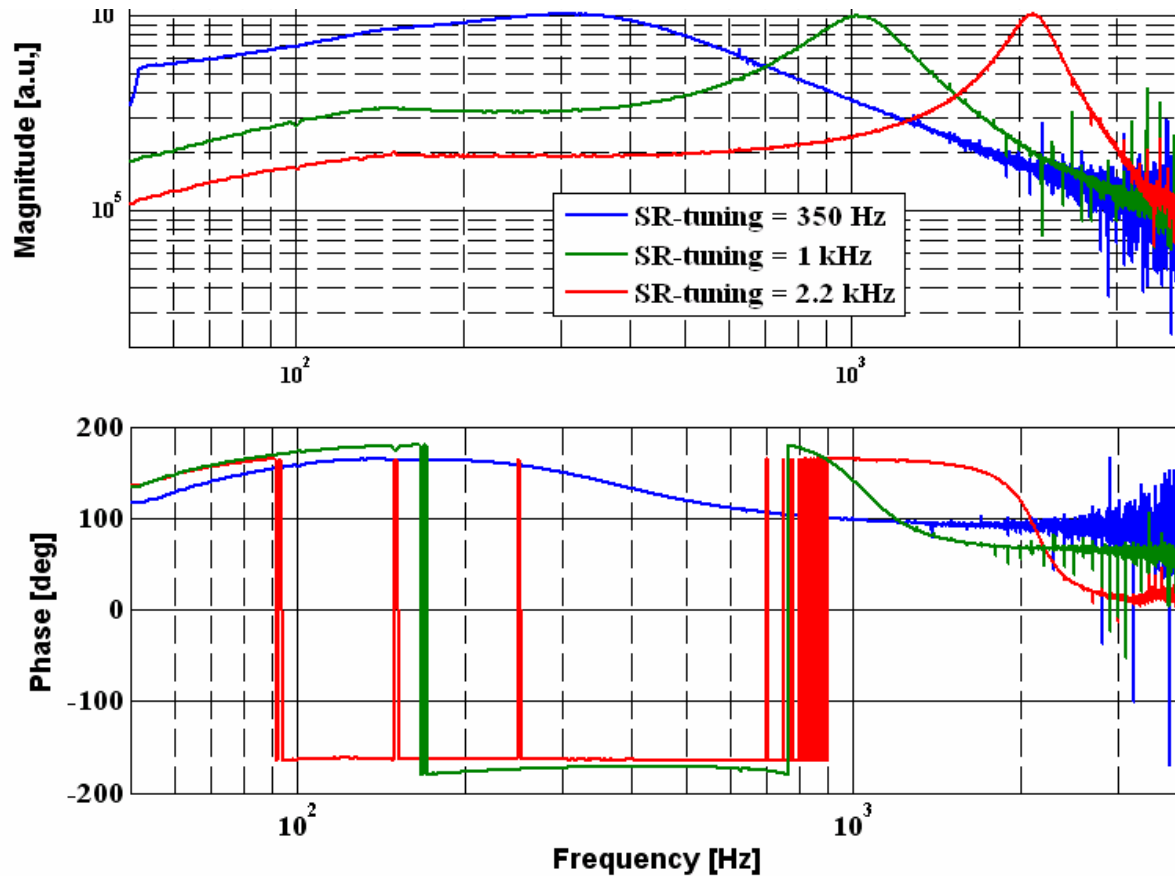 10
Magnitude [a.u,]
10^5
SR-tuning = 350 Hz
SR-tuning = 1 kHz
SR-tuning = 2.2 kHz
10^2
10^3
200
100
0
-100
-200
Phase [deg]
10^2
10^3
Frequency [Hz]